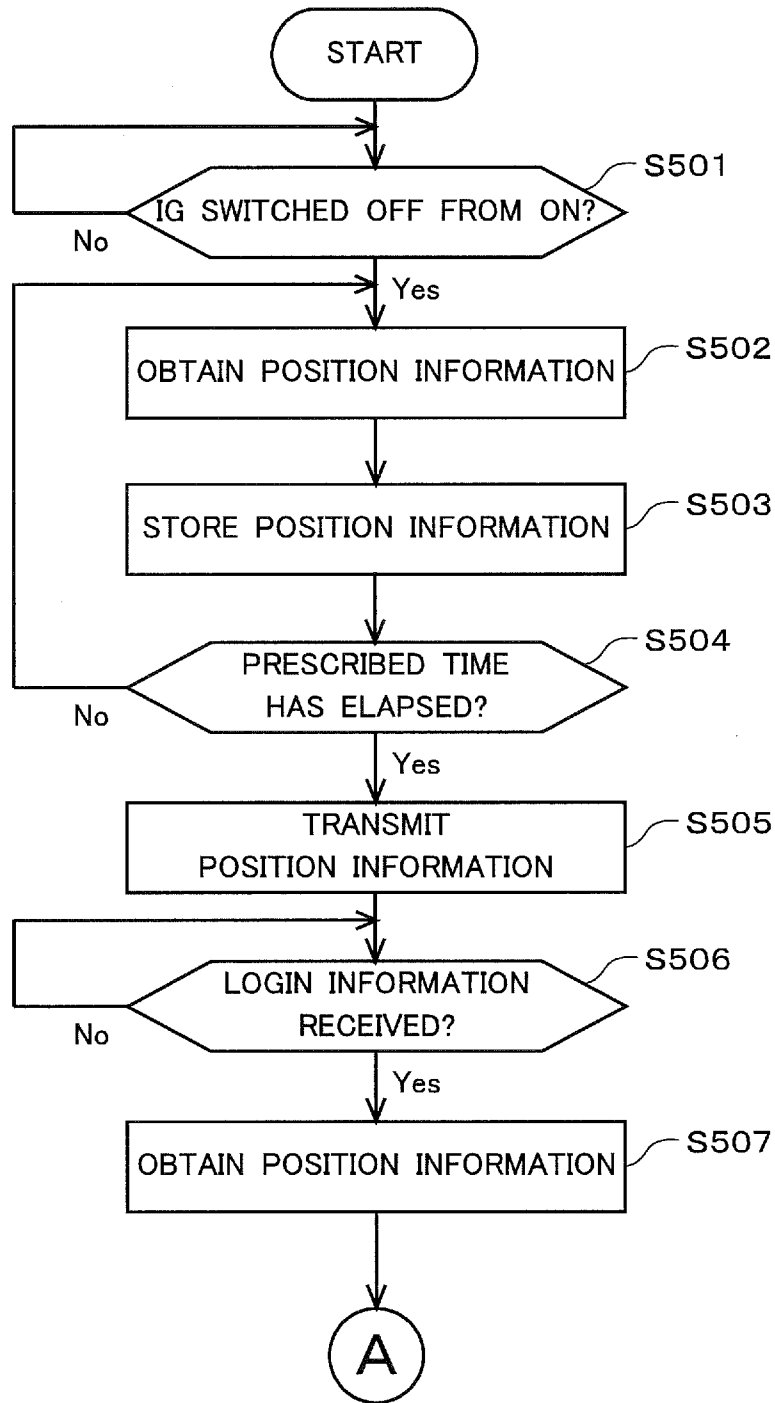 START
IG SWITCHED OFF FROM ON?
S501
No
Yes
OBTAIN POSITION INFORMATION
S502
STORE POSITION INFORMATION
S503
PRESCRIBED TIME
HAS ELAPSED?
S504
No
Yes
TRANSMIT
POSITION INFORMATION
S505
LOGIN INFORMATION
RECEIVED?
S506
No
Yes
OBTAIN POSITION INFORMATION
S507
A